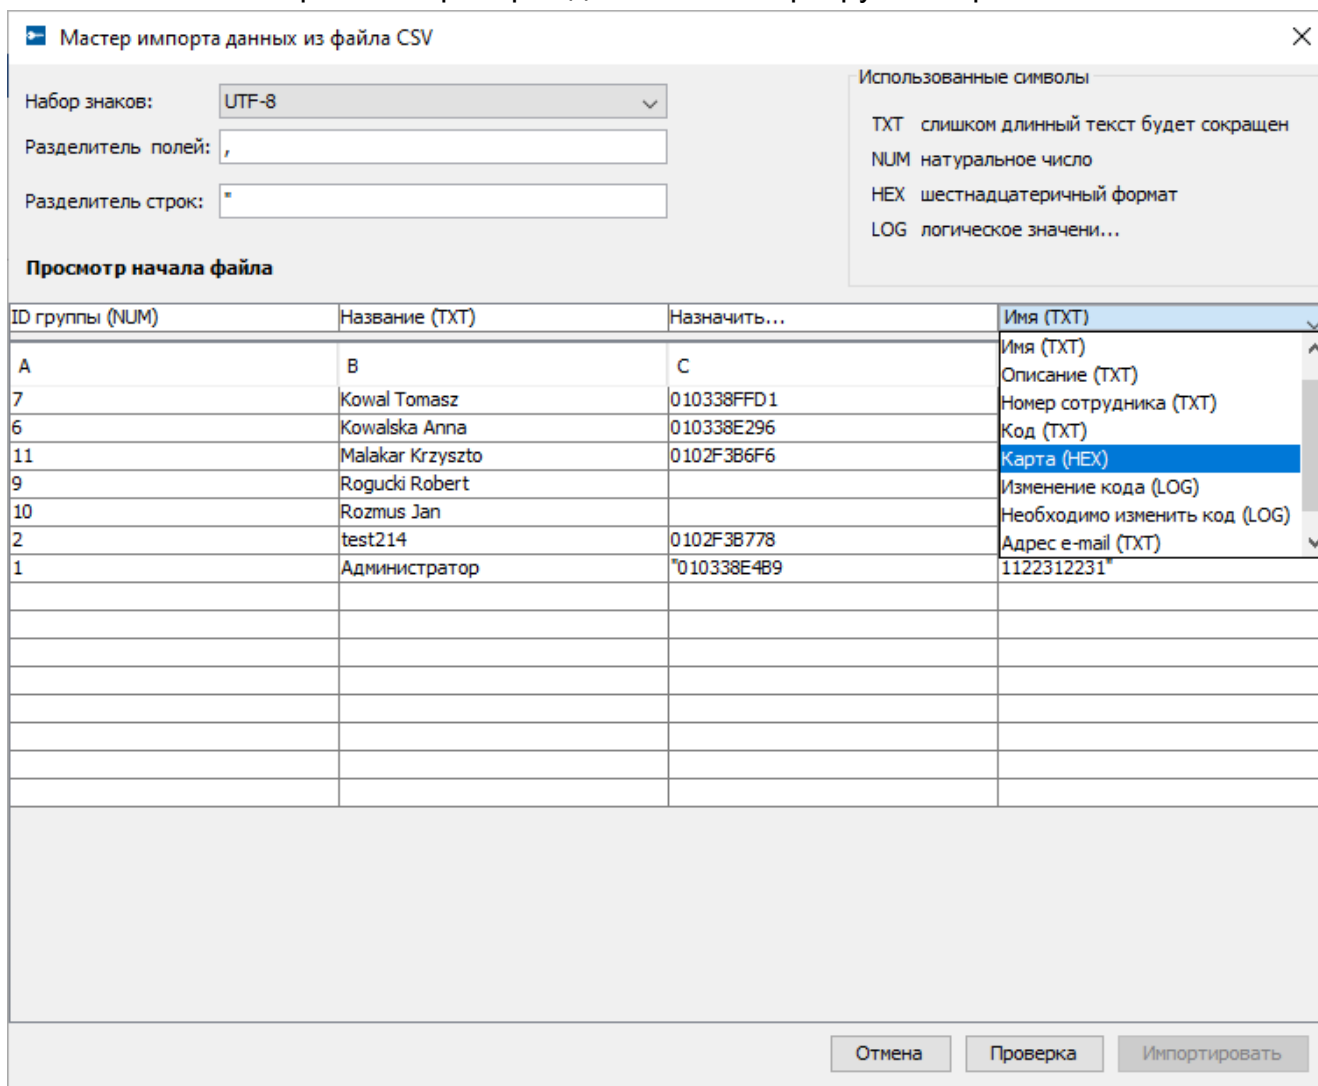 Мастер импорта данных из файла CSV
Набор знаков: UTF-8
Разделитель полей: ,
Разделитель строк: "
Использованные символы
TXT слишком длинный текст будет сокращен
NUM натуральное число
HEX шестнадцатеричный формат
LOG логическое значени...
Просмотр начала файла
ID группы (NUM) Название (TXT) Назначить... Имя (TXT)
A B C
7 Kowal Tomasz 010338FFD1
6 Kowalska Anna 010338E296
11 Malakar Krzyszto 0102F3B6F6
9 Rogucki Robert
10 Rozmus Jan
2 test214 0102F3B778
1 Администратор "010338E4B9 1122312231"
Имя (TXT)
Описание (TXT)
Номер сотрудника (TXT)
Код (TXT)
Карта (HEX)
Изменение кода (LOG)
Необходимо изменить код (LOG)
Адрес e-mail (TXT)
Отмена Проверка Импортировать